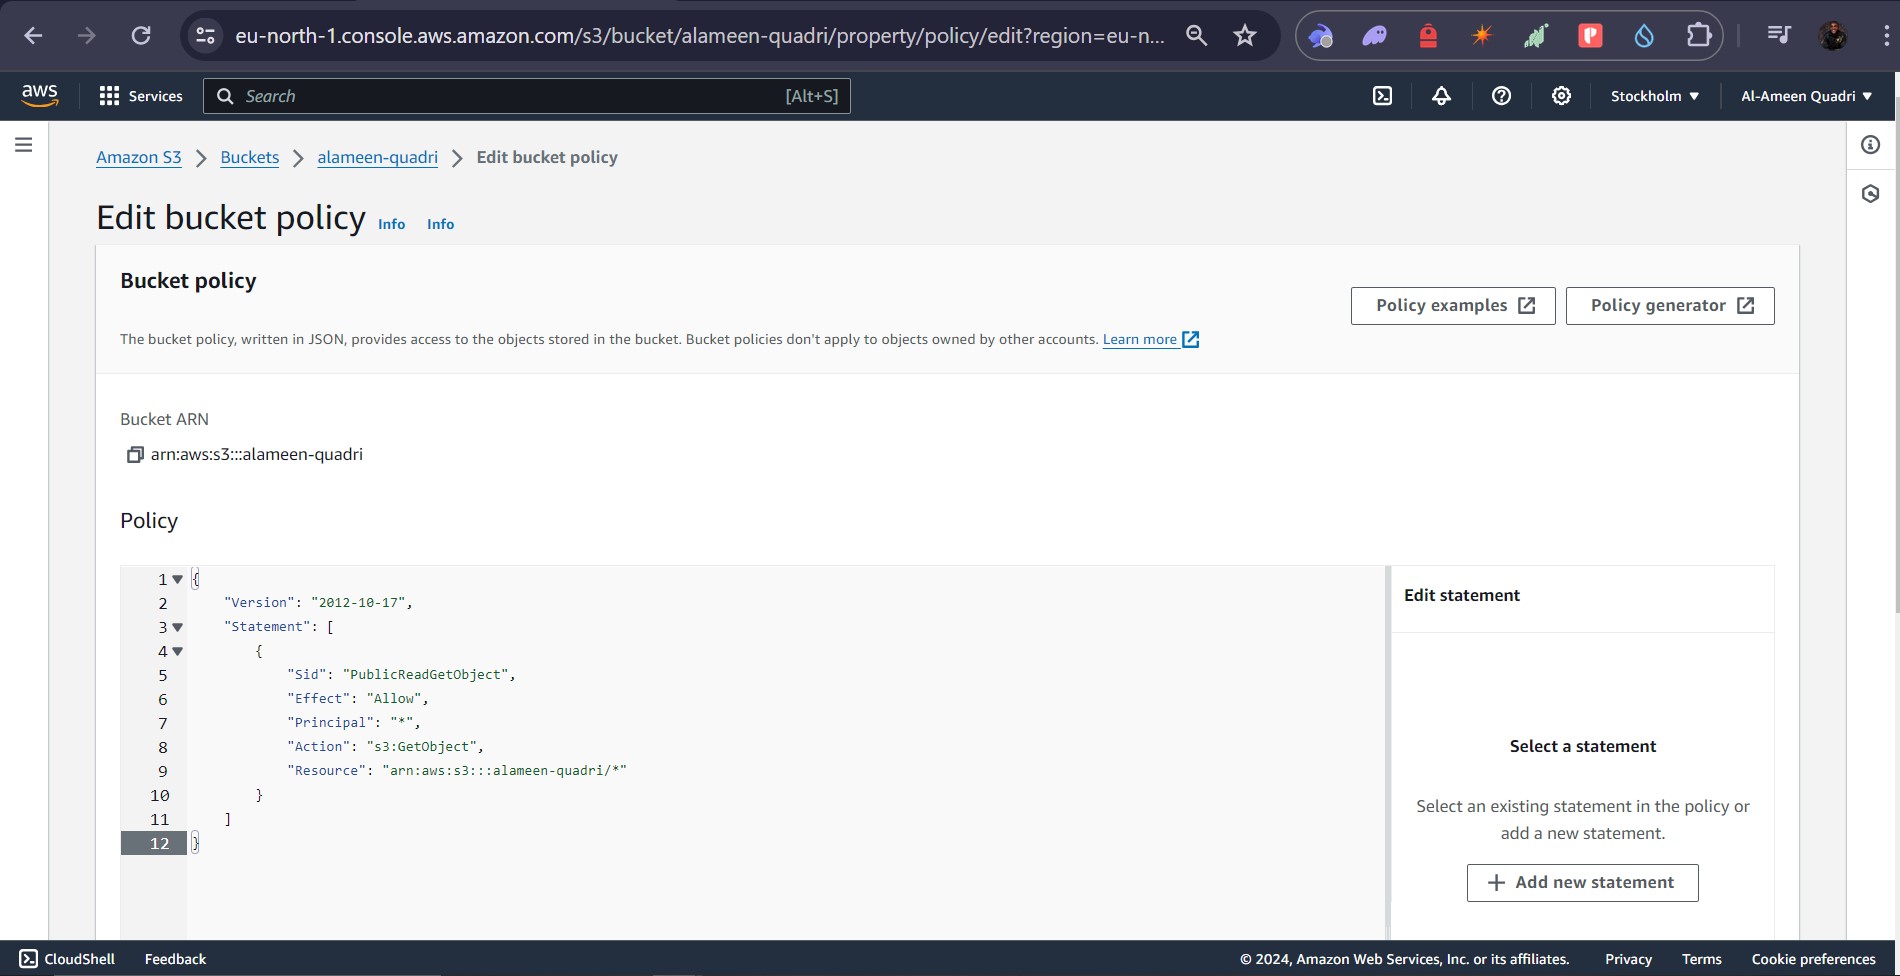 eu-north-1.console.aws.amazon.com/s3/bucket/alameen-quadri/property/policy/edit?region=eu-n...
aws
Services
Search
[Alt+S]
Stockholm
Al-Ameen Quadri
Amazon S3
Buckets
alameen-quadri
Edit bucket policy
Edit bucket policy
Info
Info
Bucket policy
Policy examples
Policy generator
The bucket policy, written in JSON, provides access to the objects stored in the bucket. Bucket policies don't apply to objects owned by other accounts. Learn more
Bucket ARN
arn:aws:s3:::alameen-quadri
Policy
1 {
2 "Version": "2012-10-17",
3 "Statement": [
4 {
5 "Sid": "PublicReadGetObject",
6 "Effect": "Allow",
7 "Principal": "*",
8 "Action": "s3:GetObject",
9 "Resource": "arn:aws:s3:::alameen-quadri/*"
10 }
11 ]
12 }
Edit statement
Select a statement
Select an existing statement in the policy or
add a new statement.
Add new statement
CloudShell
Feedback
© 2024, Amazon Web Services, Inc. or its affiliates.
Privacy
Terms
Cookie preferences